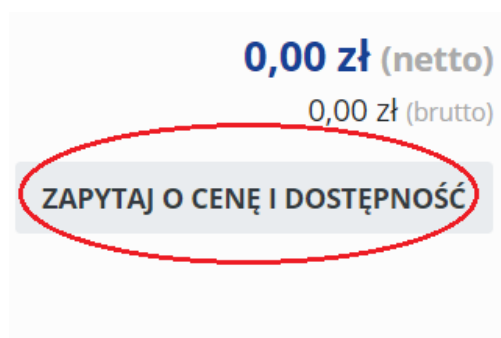 0,00 zł (netto)
0,00 zł (brutto)
ZAPYTAJ O CENĘ I DOSTĘPNOŚĆ